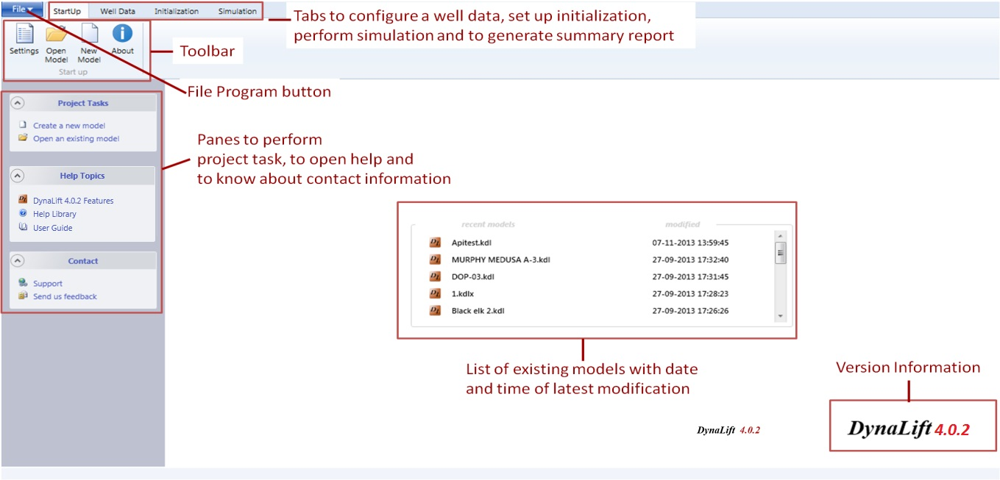 File
StartUp Well Data Initialization Simulation
Tabs to configure a well data, set up initialization,
perform simulation and to generate summary report
Settings Open Model New Model About
Start up
Toolbar
File Program button
Project Tasks
Create a new model
Open an existing model
Panes to perform
project task, to open help and
to know about contact information
Help Topics
DynaLift 4.0.2 Features
Help Library
User Guide
Contact
Support
Send us feedback
recent models modified
DL Apitest.kdl 07-11-2013 13:59:45
DL MURPHY MEDUSA A-3.kdl 27-09-2013 17:32:40
DL DOP-03.kdl 27-09-2013 17:31:45
DL 1.kdlx 27-09-2013 17:28:23
DL Black elk 2.kdl 27-09-2013 17:26:26
List of existing models with date
and time of latest modification
Version Information
DynaLift 4.0.2
DynaLift 4.0.2